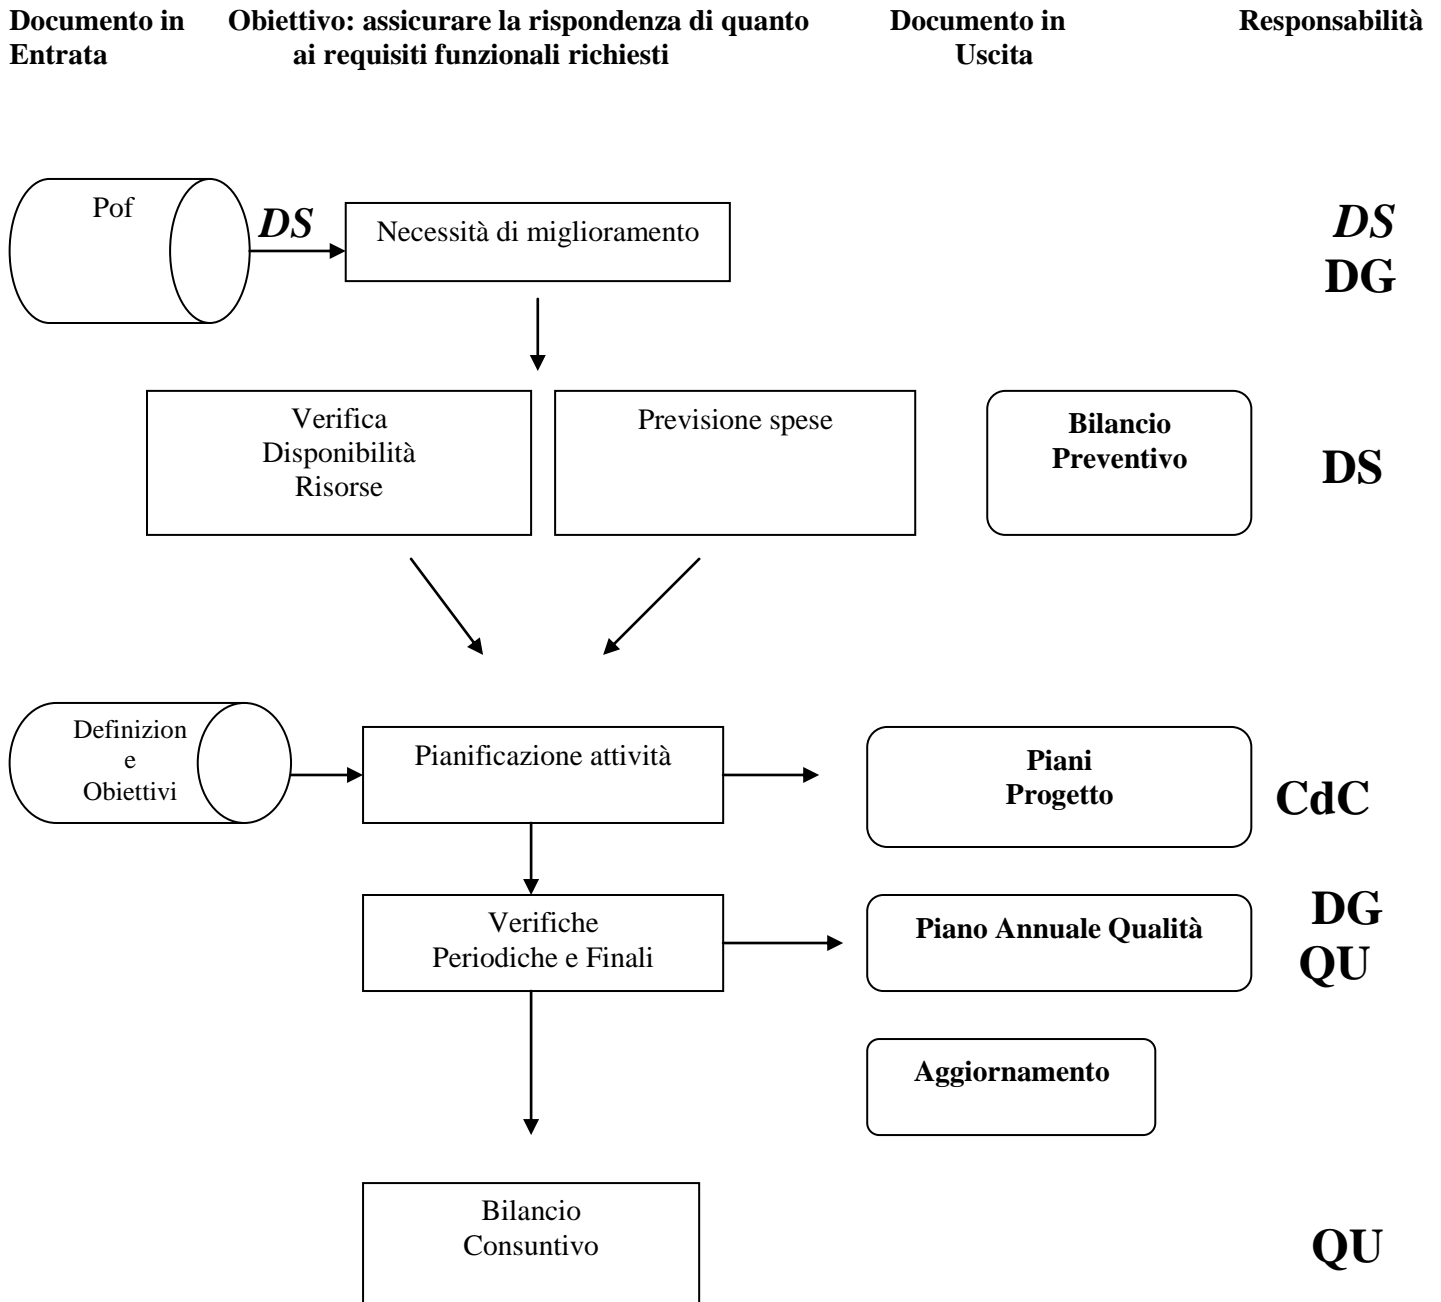 Documento in Entrata
Obiettivo: assicurare la rispondenza di quanto
ai requisiti funzionali richiesti
Documento in
Uscita
Responsabilità
Pof
DS
Necessità di miglioramento
DS
DG
Verifica
Disponibilità
Risorse
Previsione spese
Bilancio
Preventivo
DS
Definizion
e
Obiettivi
Pianificazione attività
Piani
Progetto
CdC
Verifiche
Periodiche e Finali
Piano Annuale Qualità
DG
QU
Aggiornamento
Bilancio
Consuntivo
QU